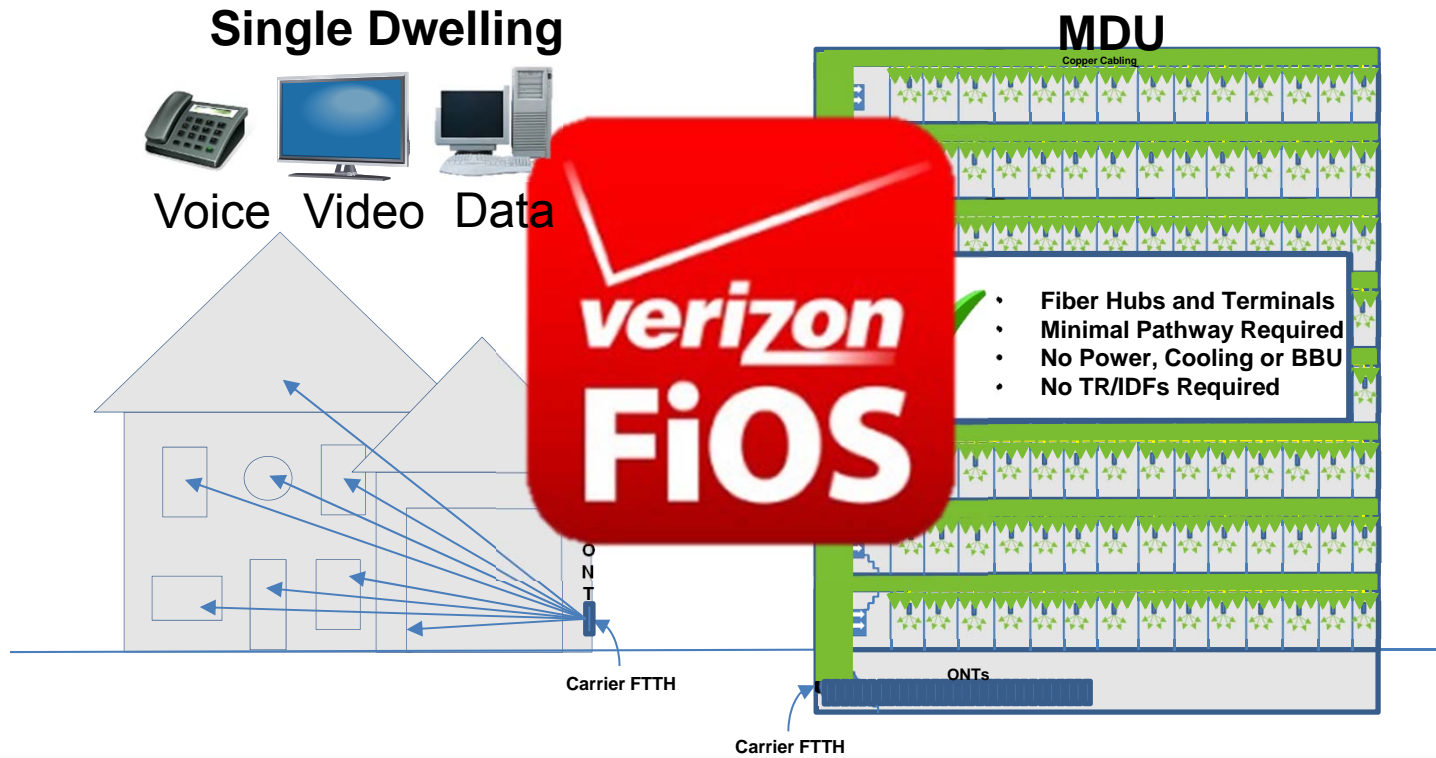 Single Dwelling
Voice Video Data
verizon
FiOS
O
N
T
Carrier FTTH
MDU
Copper Cabling
• Fiber Hubs and Terminals
• Minimal Pathway Required
• No Power, Cooling or BBU
• No TR/IDFs Required
ONTs
Carrier FTTH